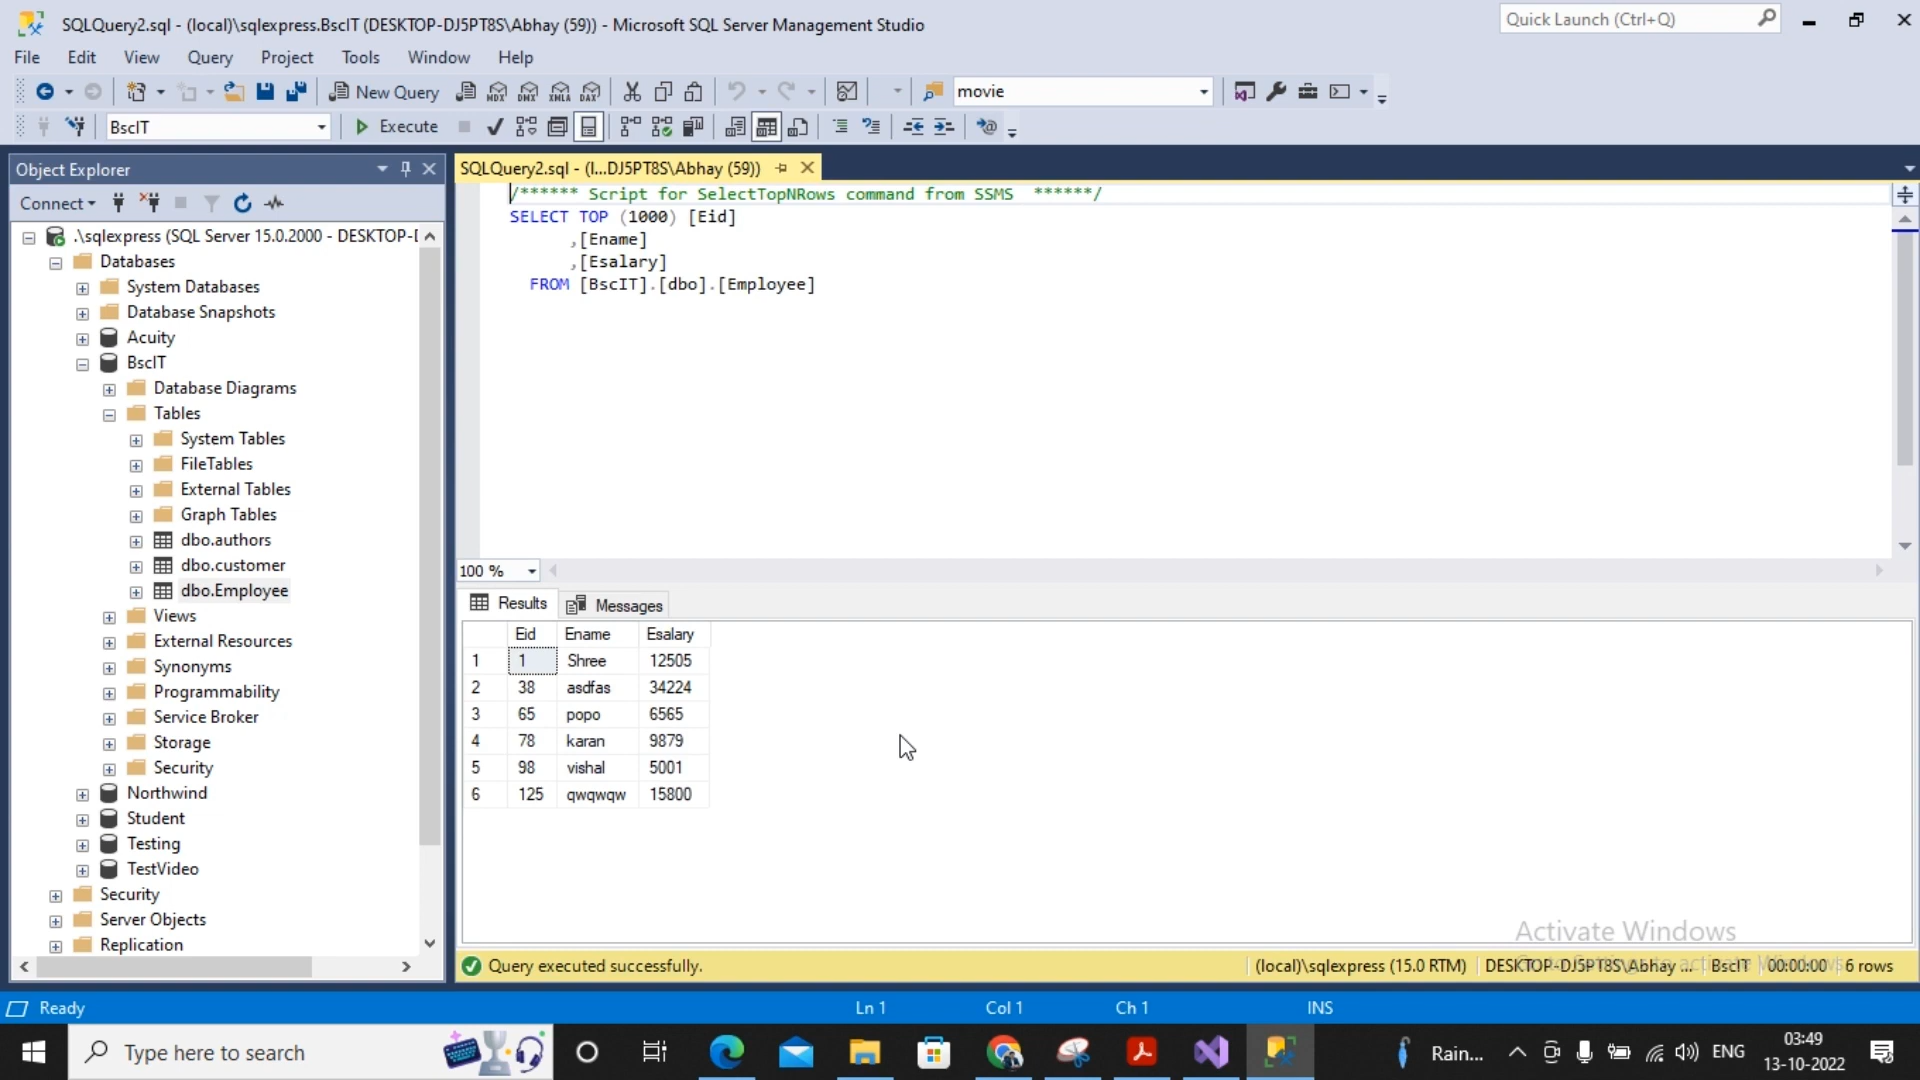 SQLQuery2.sql - (local)\sqlexpress.BscIT (DESKTOP-DJ5PT8S\Abhay (59)) - Microsoft SQL Server Management Studio
Quick Launch (Ctrl+Q)
File Edit View Query Project Tools Window Help
New Query MDX DMX XMLA DAX movie
BscIT Execute
Object Explorer
SQLQuery2.sql - (l...DJ5PT8S\Abhay (59))
Connect
.\sqlexpress (SQL Server 15.0.2000 - DESKTOP-
Databases
System Databases
Database Snapshots
Acuity
BscIT
Database Diagrams
Tables
System Tables
FileTables
External Tables
Graph Tables
dbo.authors
dbo.customer
dbo.Employee
Views
External Resources
Synonyms
Programmability
Service Broker
Storage
Security
Northwind
Student
Testing
TestVideo
Security
Server Objects
Replication
/****** Script for SelectTopNRows command from SSMS ******/
SELECT TOP (1000) [Eid]
,[Ename]
,[Esalary]
FROM [BscIT].[dbo].[Employee]
100 %
Results Messages
Eid Ename Esalary
1 1 Shree 12505
2 38 asdfas 34224
3 65 popo 6565
4 78 karan 9879
5 98 vishal 5001
6 125 qwqwqw 15800
Activate Windows
Query executed successfully.
(local)\sqlexpress (15.0 RTM) DESKTOP-DJ5PT8S\Abhay ... BscIT 00:00:00 6 rows
Ready Ln 1 Col 1 Ch 1 INS
Type here to search
Rain... ENG 03:49
13-10-2022